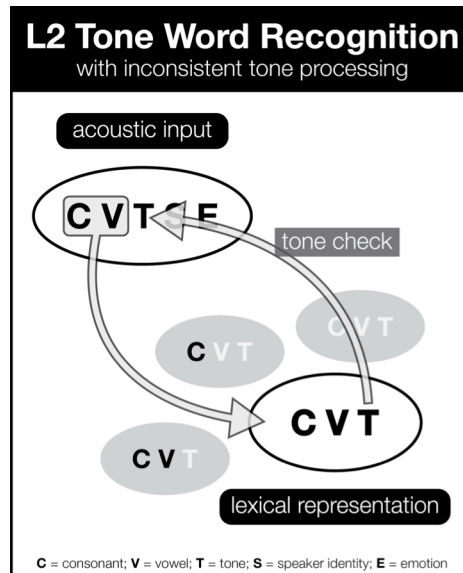 L2 Tone Word Recognition
with inconsistent tone processing
acoustic input
C V T S E
tone check
C V T
C V T
C V T
C V T
lexical representation
C = consonant; V = vowel; T = tone; S = speaker identity; E = emotion